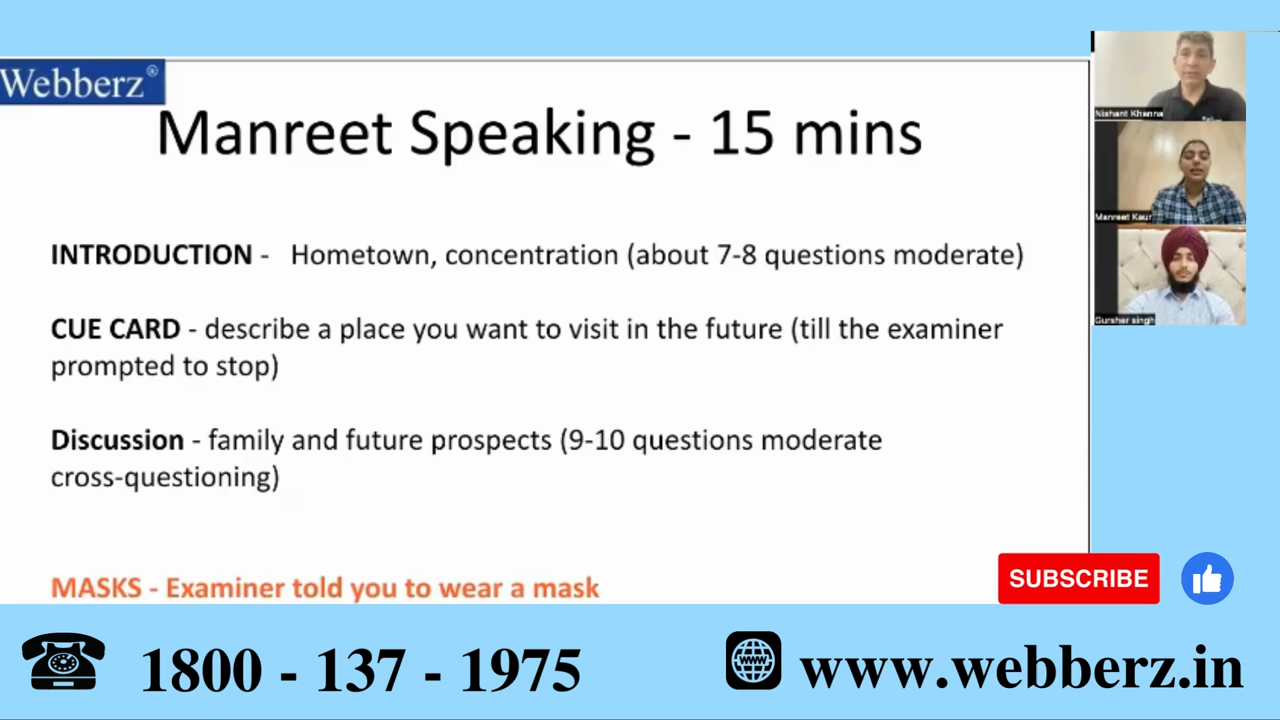 Webberz®
Manreet Speaking - 15 mins
INTRODUCTION - Hometown, concentration (about 7-8 questions moderate)
CUE CARD - describe a place you want to visit in the future (till the examiner
prompted to stop)
Discussion - family and future prospects (9-10 questions moderate
cross-questioning)
MASKS - Examiner told you to wear a mask
Nishant Khanna
Manreet Kaur
Gursher singh
SUBSCRIBE
1800 - 137 - 1975
WWW
www.webberz.in